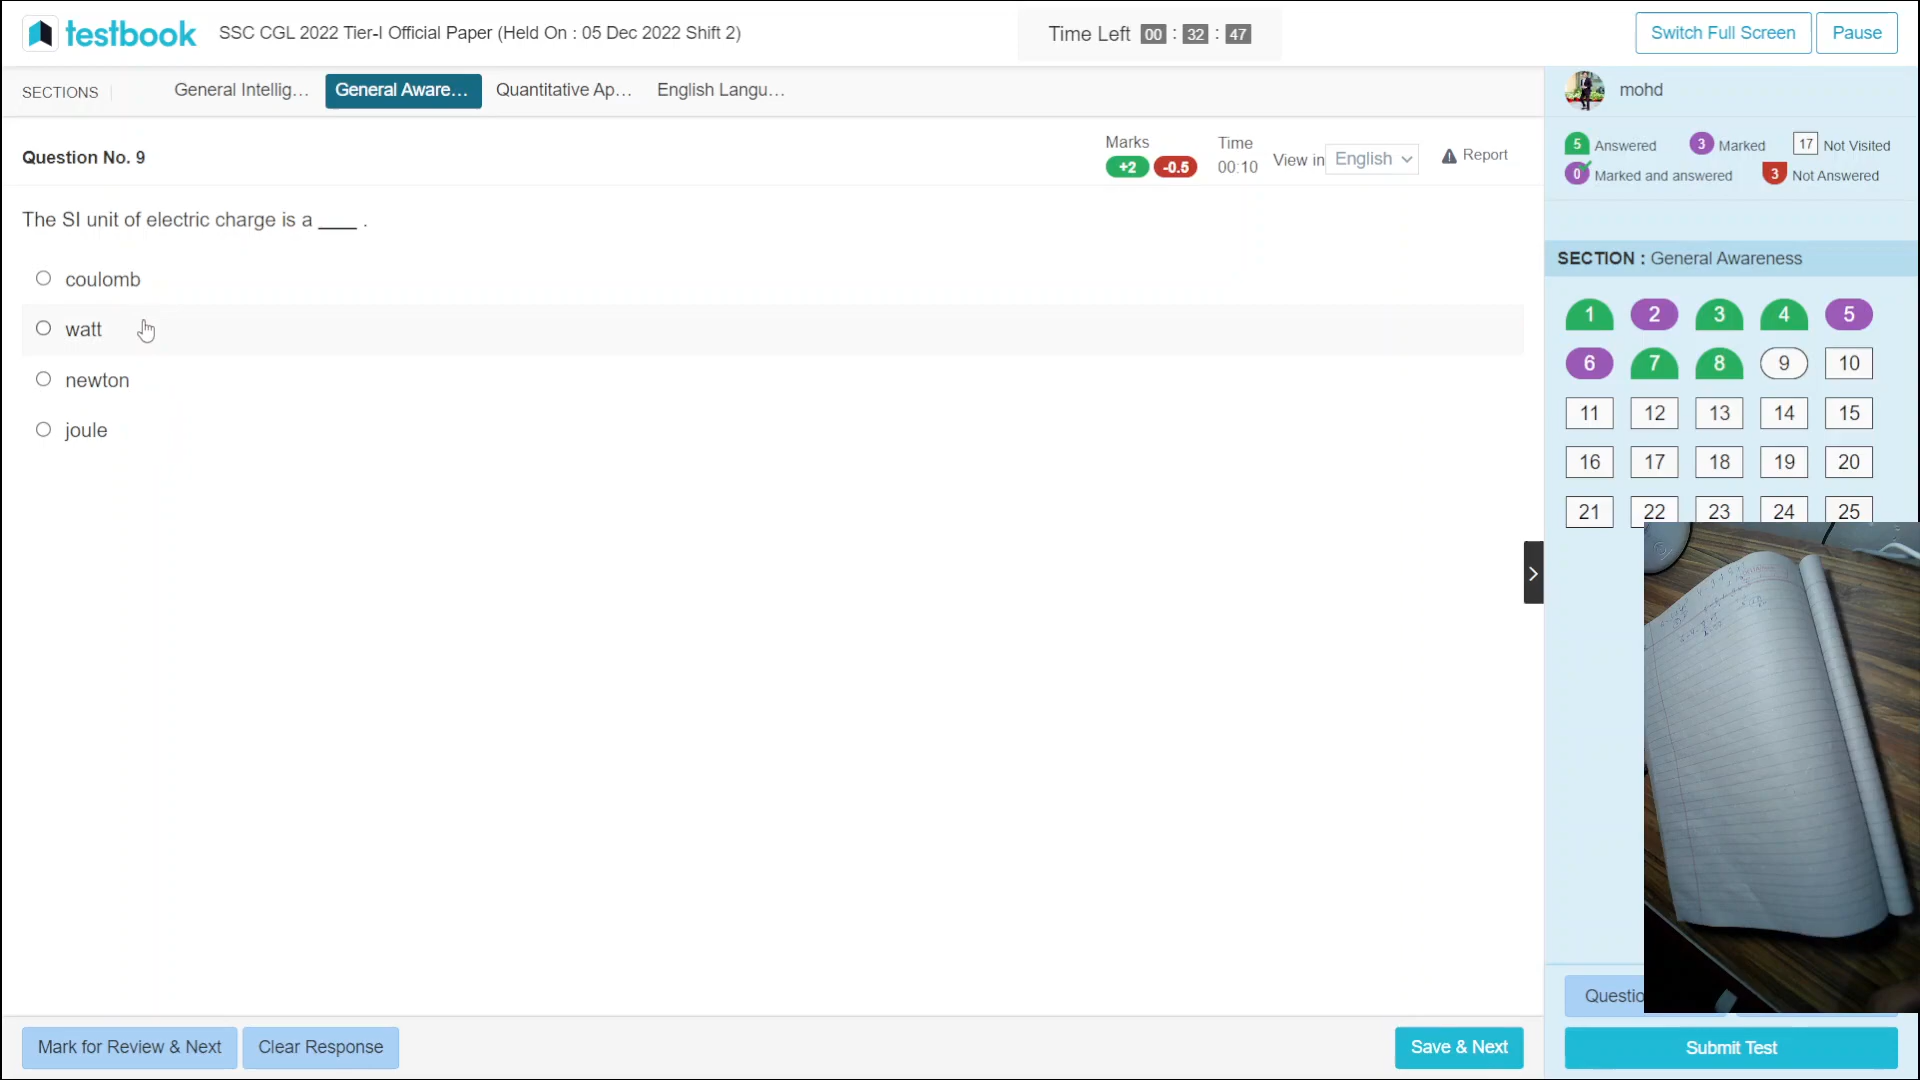 testbook
SSC CGL 2022 Tier-I Official Paper (Held On : 05 Dec 2022 Shift 2)
Time Left 00 : 32 : 47
Switch Full Screen
Pause
SECTIONS
General Intellig...
General Aware...
Quantitative Ap...
English Langu...
mohd
Question No. 9
Marks
+2 -0.5
Time
00:10
View in English
Report
5 Answered
3 Marked
17 Not Visited
0 Marked and answered
3 Not Answered
The SI unit of electric charge is a ____ .
coulomb
watt
newton
joule
SECTION : General Awareness
1 2 3 4 5
6 7 8 9 10
11 12 13 14 15
16 17 18 19 20
21 22 23 24 25
Questio
Mark for Review & Next
Clear Response
Save & Next
Submit Test